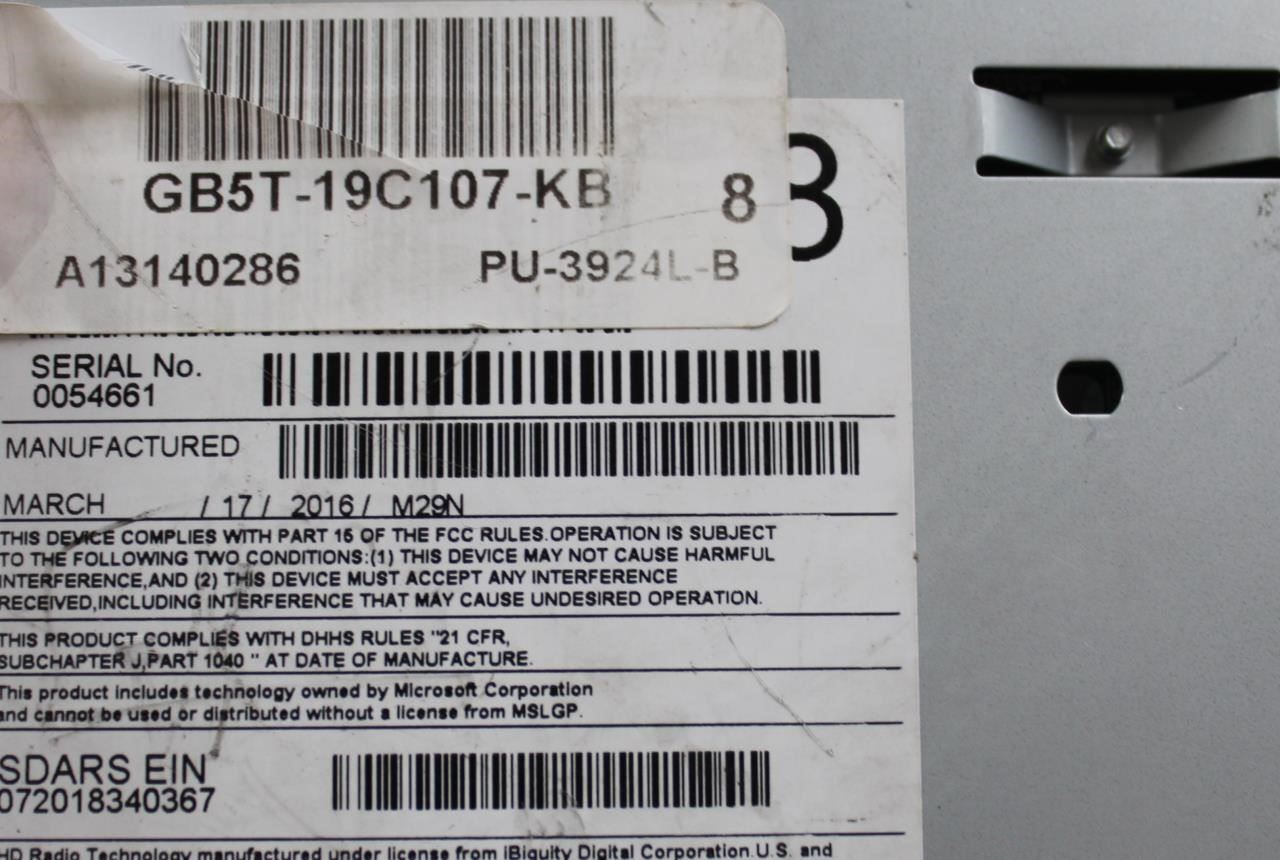 GB5T-19C107-KB 8
A13140286 PU-3924L-B
SERIAL No.
0054661
MANUFACTURED
MARCH / 17 / 2016 / M29N
THIS DEVICE COMPLIES WITH PART 15 OF THE FCC RULES.OPERATION IS SUBJECT
TO THE FOLLOWING TWO CONDITIONS:(1) THIS DEVICE MAY NOT CAUSE HARMFUL
INTERFERENCE,AND (2) THIS DEVICE MUST ACCEPT ANY INTERFERENCE
RECEIVED,INCLUDING INTERFERENCE THAT MAY CAUSE UNDESIRED OPERATION.
THIS PRODUCT COMPLIES WITH DHHS RULES "21 CFR,
SUBCHAPTER J,PART 1040 " AT DATE OF MANUFACTURE.
This product includes technology owned by Microsoft Corporation
and cannot be used or distributed without a license from MSLGP.
SDARS EIN
072018340367
HD Radio Technology manufactured under license from iBiquity Digital Corporation.U.S. and